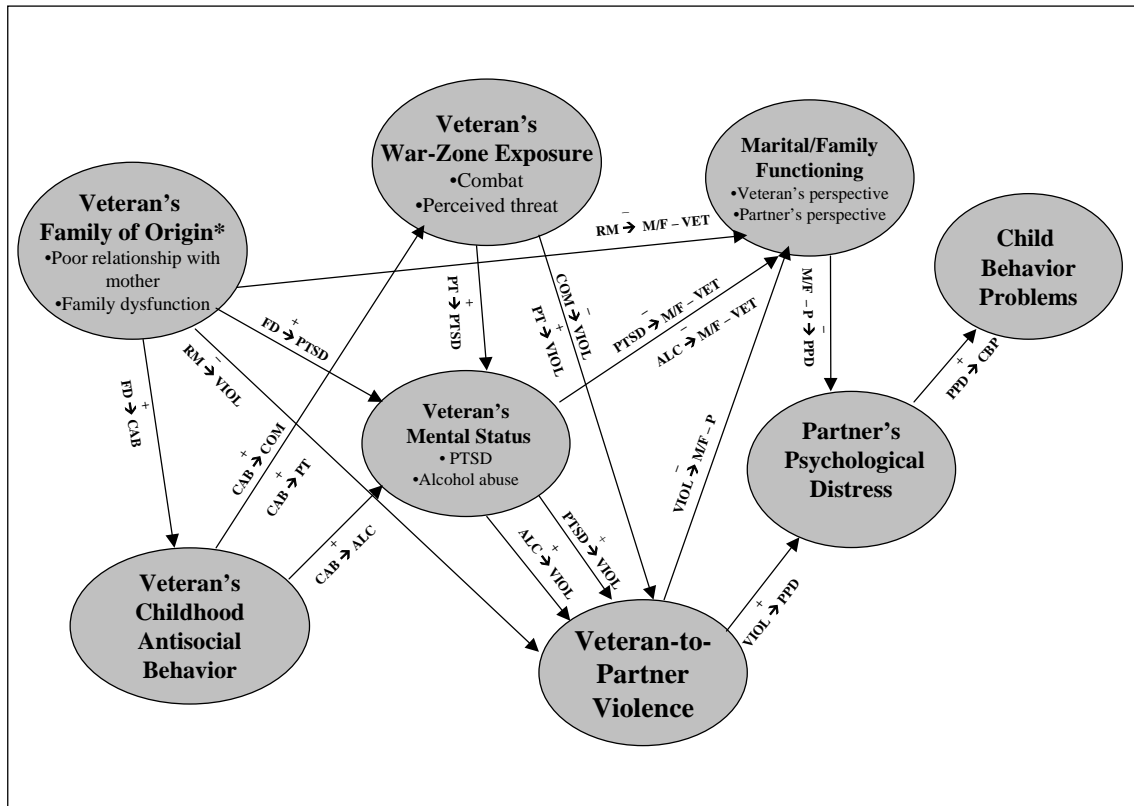 Veteran's
Family of Origin*
•Poor relationship with
mother
•Family dysfunction
Veteran's
War-Zone Exposure
•Combat
•Perceived threat
Marital/Family
Functioning
•Veteran's perspective
•Partner's perspective
Child
Behavior
Problems
Veteran's
Mental Status
• PTSD
•Alcohol abuse
Partner's
Psychological
Distress
Veteran's
Childhood
Antisocial
Behavior
Veteran-to-
Partner
Violence
–
RM → M/F – VET
+
PT → PTSD
–
COM → VIOL
+
PT → VIOL
+
FD → PTSD
–
RM → VIOL
+
FD → CAB
+
CAB → COM
+
CAB → PT
+
CAB → ALC
–
PTSD → M/F – VET
–
ALC → M/F – VET
–
M/F – P → PPD
+
PPD → CBP
+
ALC → VIOL
+
PTSD → VIOL
–
VIOL → M/F – P
+
VIOL → PPD